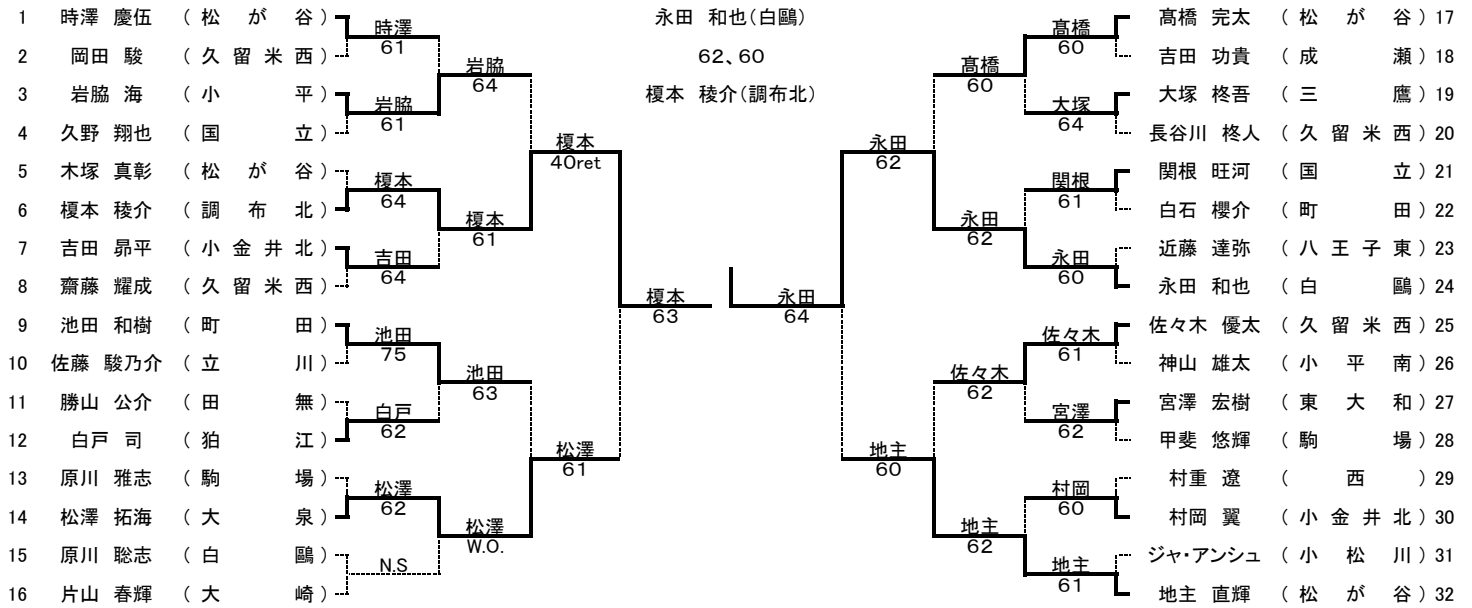 1 時澤 慶伍 (松が谷)
2 岡田 駿 (久留米西)
3 岩脇 海 (小平)
4 久野 翔也 (国立)
5 木塚 真彰 (松が谷)
6 榎本 稜介 (調布北)
7 吉田 昴平 (小金井北)
8 齋藤 耀成 (久留米西)
9 池田 和樹 (町田)
10 佐藤 駿乃介 (立川)
11 勝山 公介 (田無)
12 白戸 司 (狛江)
13 原川 雅志 (駒場)
14 松澤 拓海 (大泉)
15 原川 聡志 (白鷗)
16 片山 春輝 (大崎)
時澤
61
岩脇
61
榎本
64
吉田
64
池田
75
白戸
62
松澤
62
N.S
岩脇
64
榎本
61
池田
63
松澤
W.O.
榎本
40ret
松澤
61
榎本
63
永田 和也(白鷗)
62、60
榎本 稜介(調布北)
永田
64
永田
62
地主
60
髙橋
60
永田
62
佐々木
62
地主
62
髙橋
60
大塚
64
関根
61
永田
60
佐々木
61
宮澤
62
村岡
60
地主
61
髙橋 完太 (松が谷) 17
吉田 功貴 (成瀬) 18
大塚 柊吾 (三鷹) 19
長谷川 柊人 (久留米西) 20
関根 旺河 (国立) 21
白石 櫻介 (町田) 22
近藤 達弥 (八王子東) 23
永田 和也 (白鷗) 24
佐々木 優太 (久留米西) 25
神山 雄太 (小平南) 26
宮澤 宏樹 (東大和) 27
甲斐 悠輝 (駒場) 28
村重 遼 (西) 29
村岡 翼 (小金井北) 30
ジャ・アンシュ (小松川) 31
地主 直輝 (松が谷) 32